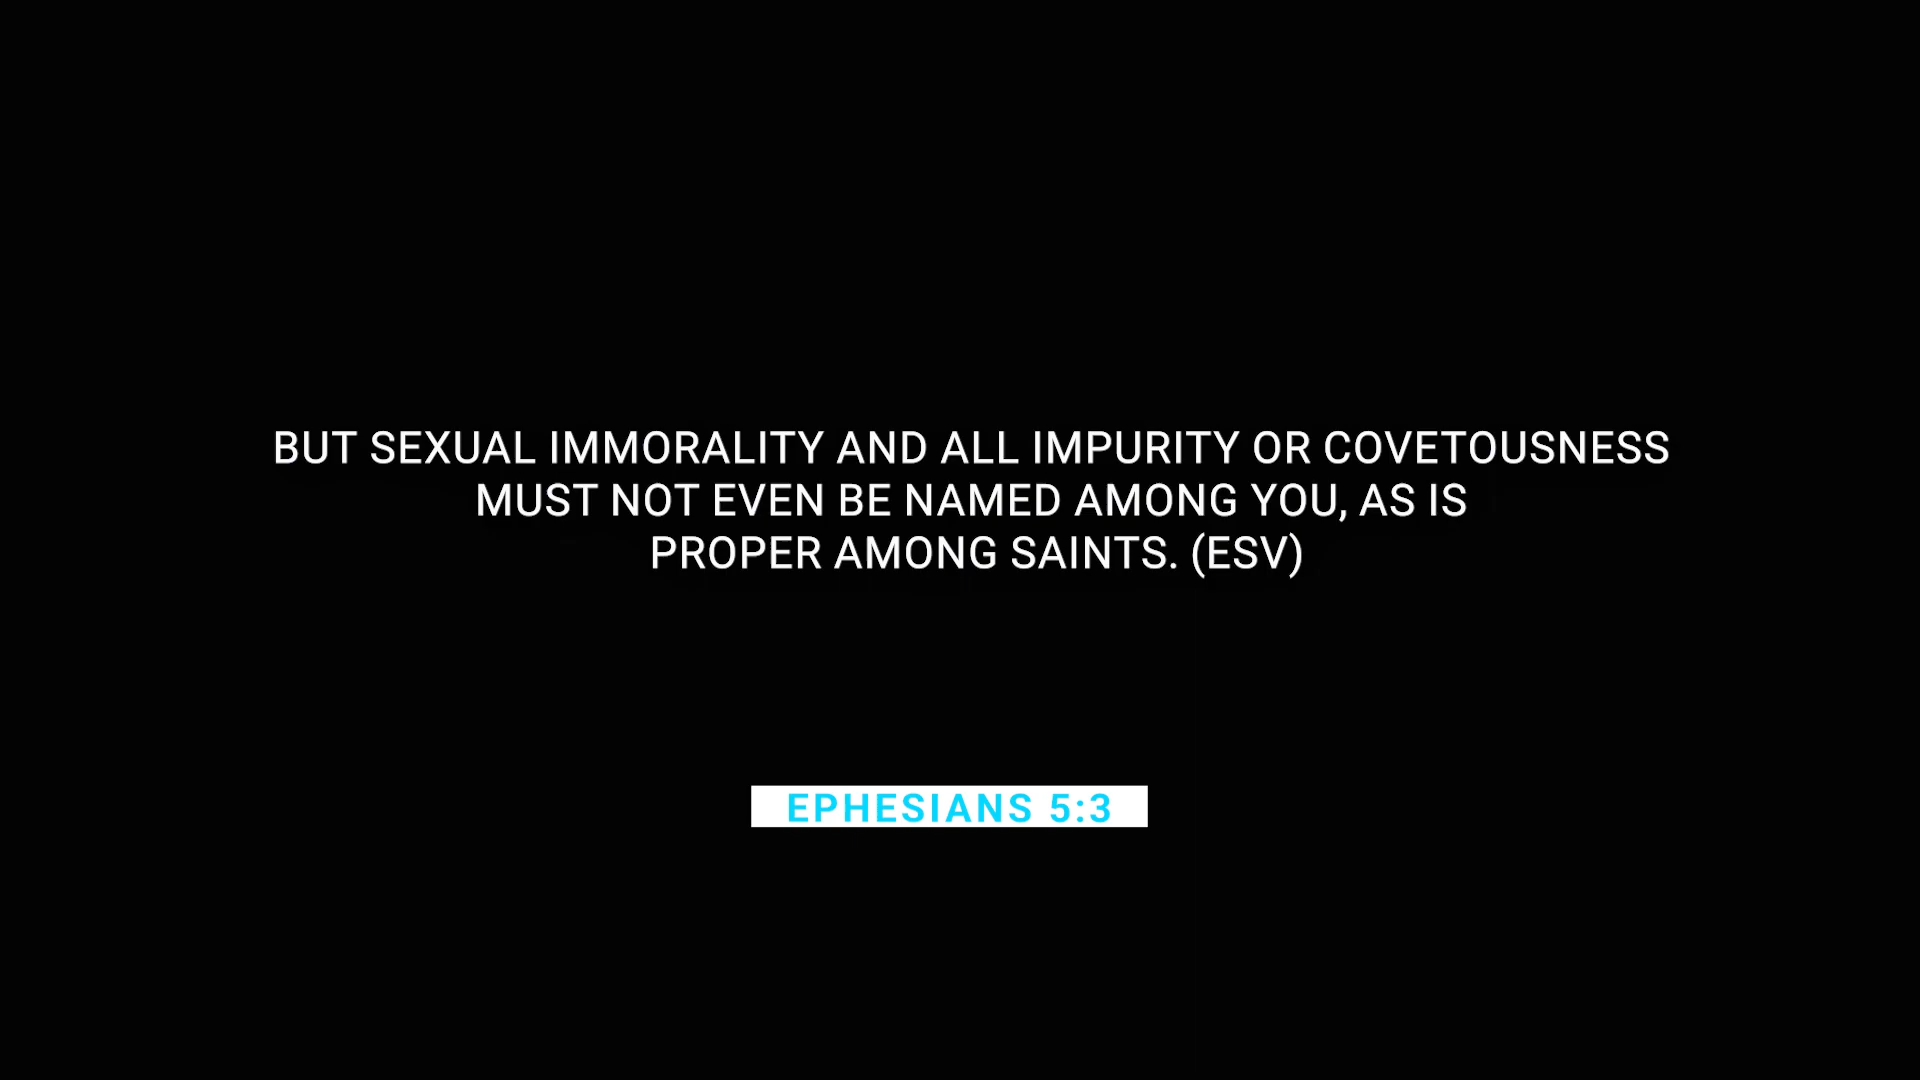 BUT SEXUAL IMMORALITY AND ALL IMPURITY OR COVETOUSNESS
MUST NOT EVEN BE NAMED AMONG YOU, AS IS
PROPER AMONG SAINTS. (ESV)
EPHESIANS 5:3